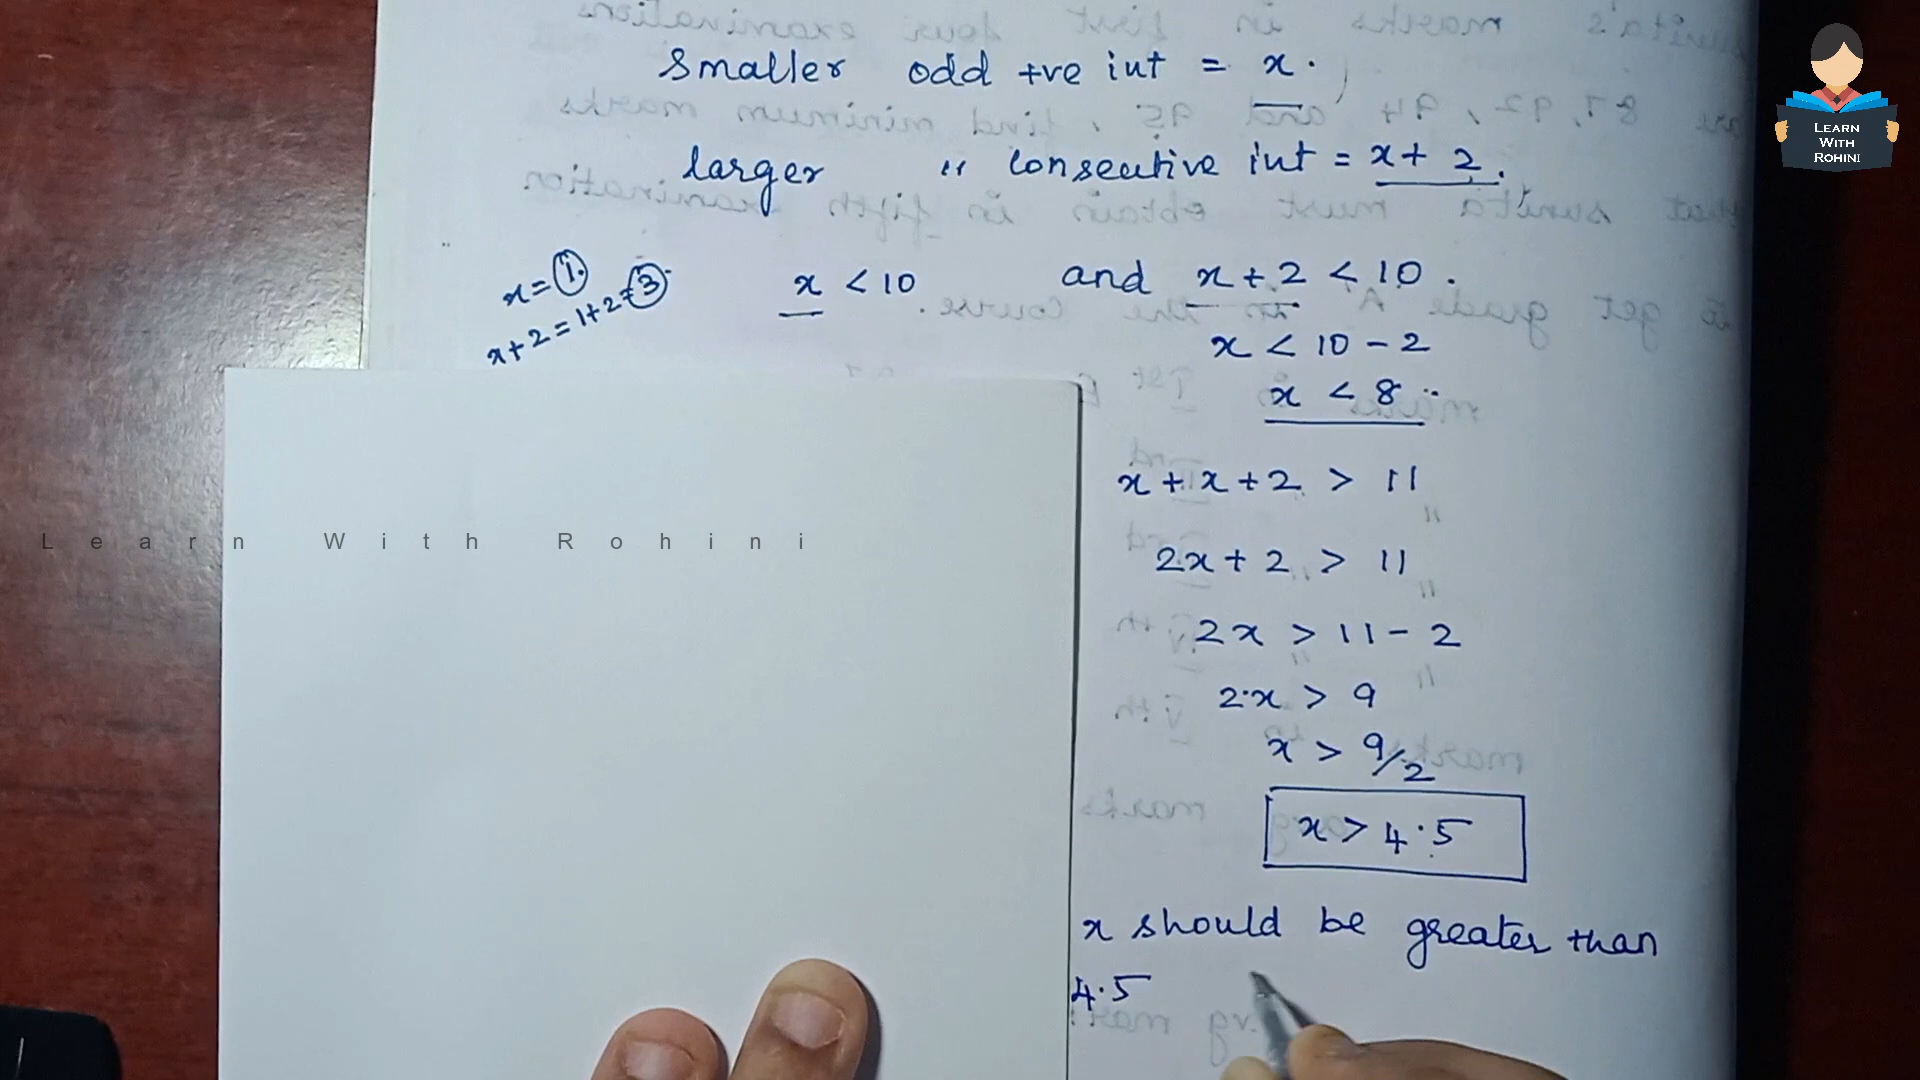 Smaller odd +ve int = x.
larger " consecutive int = x + 2.
x = 1.
x + 2 = 1 + 2 = 3
x < 10 and x + 2 < 10.
x < 10 - 2
x < 8
x + x + 2 > 11
2x + 2 > 11
2x > 11 - 2
2·x > 9
x > 9/2
x > 4.5
x should be greater than
4.5
Learn With Rohini
LEARN
WITH
ROHINI